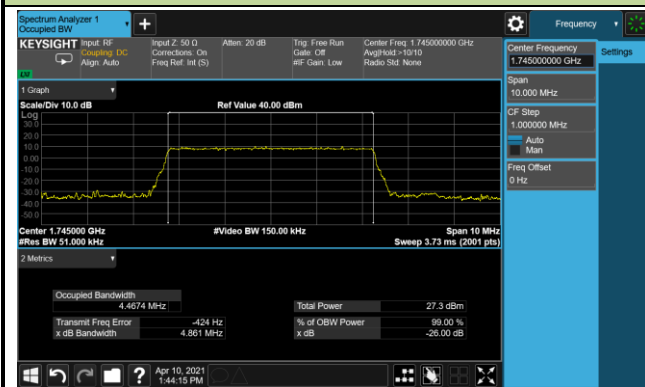 Spectrum Analyzer 1
Occupied BW
+
Frequency
KEYSIGHT
Input: RF
Coupling: DC
Align: Auto
Input Z: 50 Ω
Corrections: On
Freq Ref: Int (S)
Atten: 20 dB
Trig: Free Run
Gate: Off
#IF Gain: Low
Center Freq: 1.745000000 GHz
Avg|Hold:>10/10
Radio Std: None
Center Frequency
1.745000000 GHz
Settings
Span
10.000 MHz
CF Step
1.000000 MHz
Auto
Man
Freq Offset
0 Hz
1 Graph
Scale/Div 10.0 dB
Ref Value 40.00 dBm
Log
30.0
20.0
10.0
0.00
-10.0
-20.0
-30.0
-40.0
-50.0
Center 1.745000 GHz
#Video BW 150.00 kHz
Span 10 MHz
#Res BW 51.000 kHz
Sweep 3.73 ms (2001 pts)
2 Metrics
Occupied Bandwidth
4.4674 MHz
Total Power
27.3 dBm
Transmit Freq Error
-424 Hz
% of OBW Power
99.00 %
x dB Bandwidth
4.861 MHz
x dB
-26.00 dB
?
Apr 10, 2021
1:44:15 PM